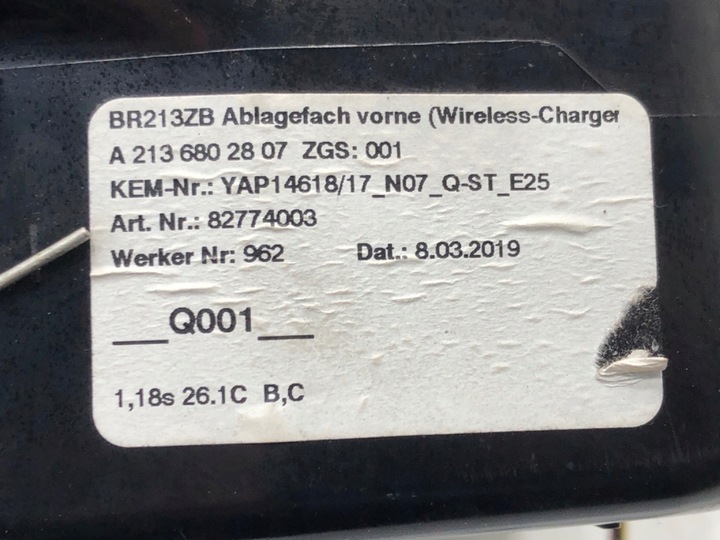 BR213ZB Ablagefach vorne (Wireless-Charger
A 213 680 28 07 ZGS: 001
KEM-Nr.: YAP14618/17_N07_Q-ST_E25
Art. Nr.: 82774003
Werker Nr: 962 Dat.: 8.03.2019
__Q001__
1,18s 26.1C B,C